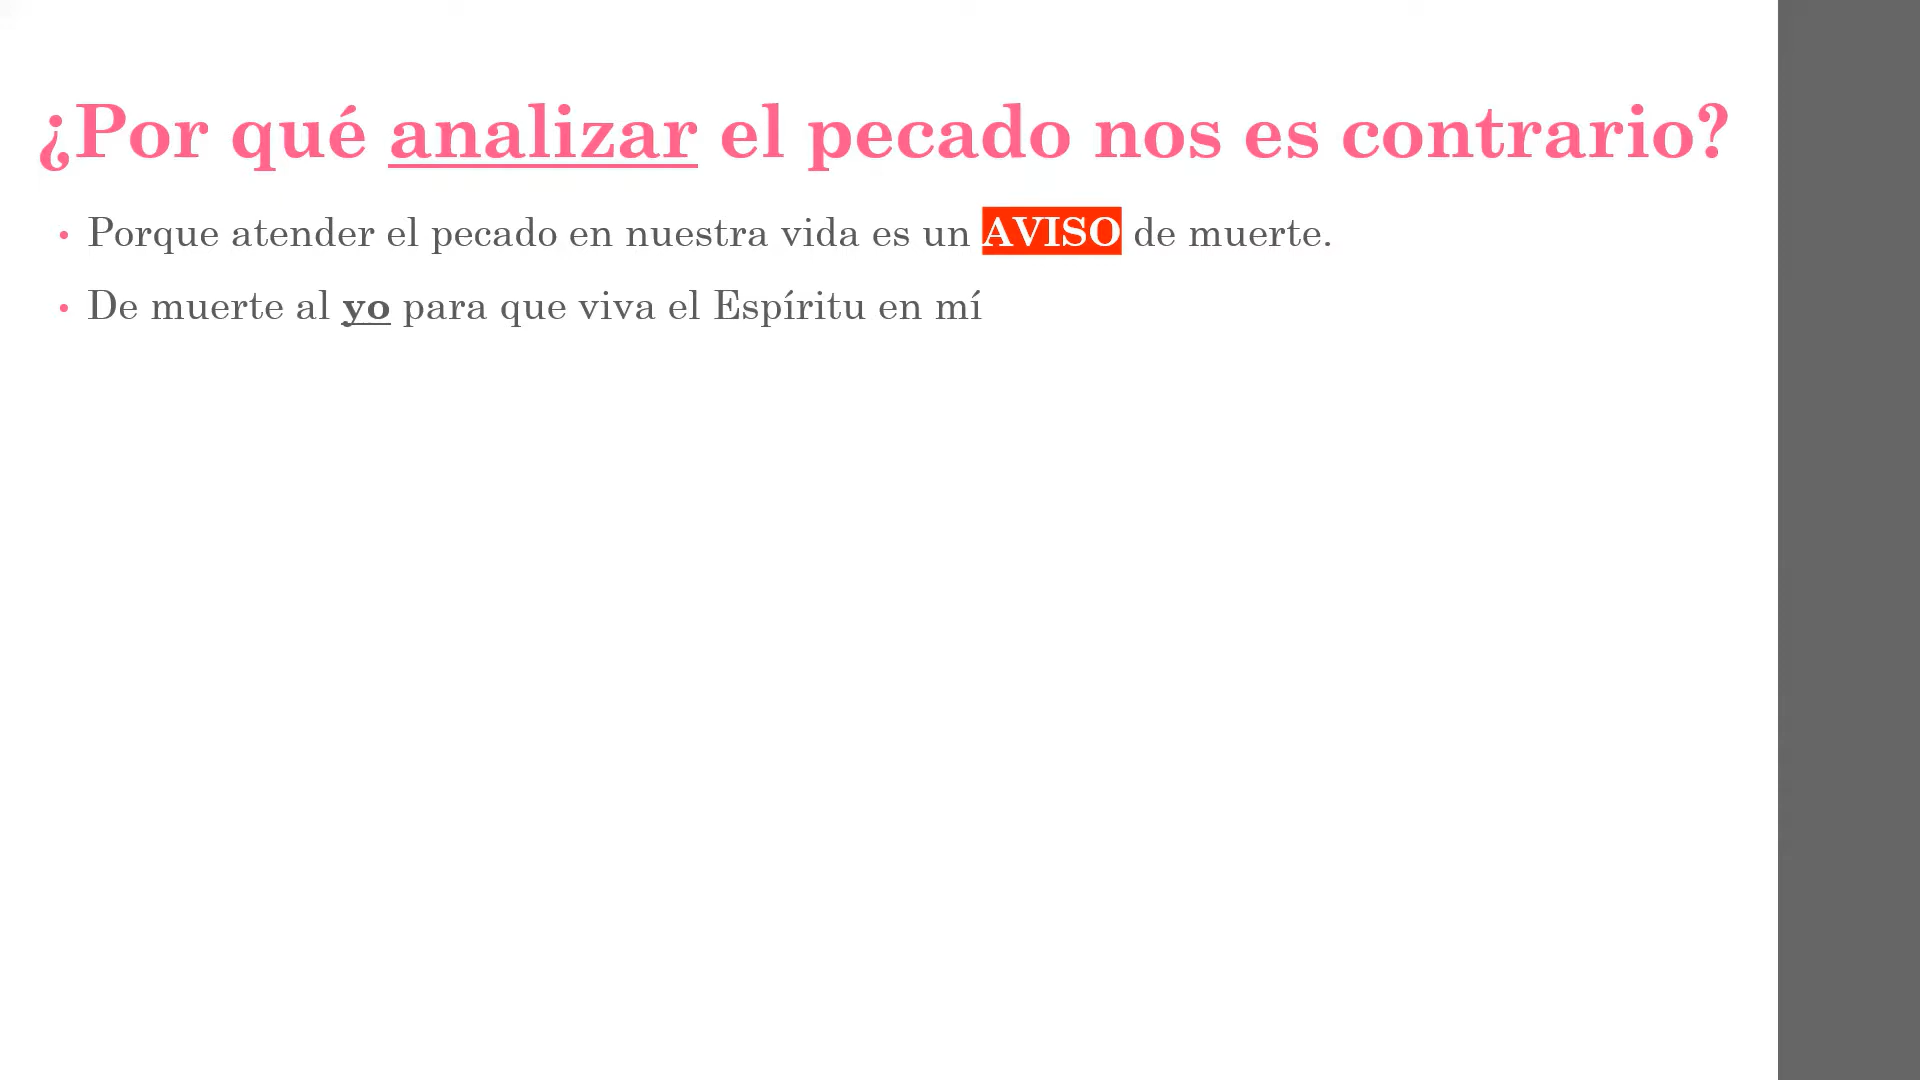 ¿Por qué analizar el pecado nos es contrario?
• Porque atender el pecado en nuestra vida es un AVISO de muerte.
• De muerte al yo para que viva el Espíritu en mí